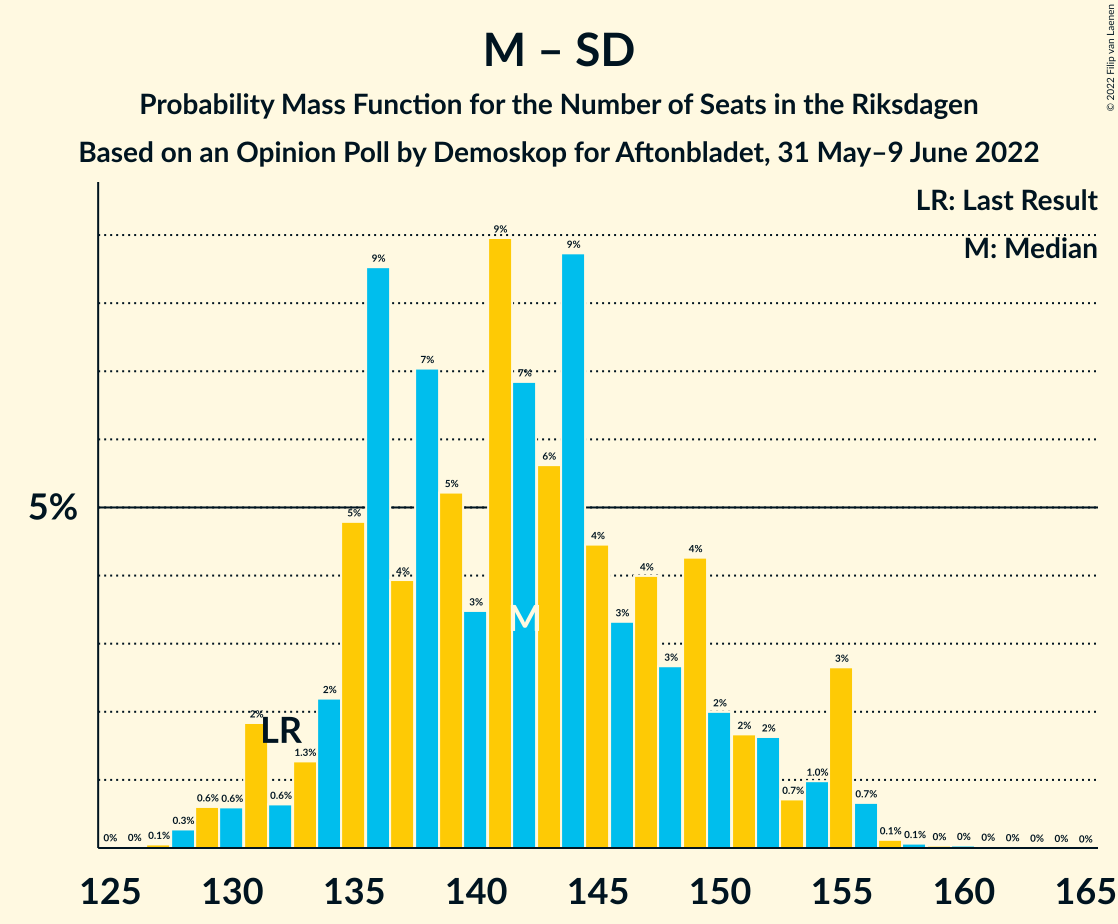 © 2022 Filip van Laenen
M – SD
Probability Mass Function for the Number of Seats in the Riksdagen
Based on an Opinion Poll by Demoskop for Aftonbladet, 31 May–9 June 2022
LR: Last Result
M: Median
5%
0% 0% 0.1% 0.3% 0.6% 0.6% 2% 0.6% 1.3% 2% 5% 9% 4% 7% 5% 3% 9% 7% 6% 9% 4% 3% 4% 3% 4% 2% 2% 2% 0.7% 1.0% 3% 0.7% 0.1% 0.1% 0% 0% 0% 0% 0% 0% 0%
M
LR
125 130 135 140 145 150 155 160 165